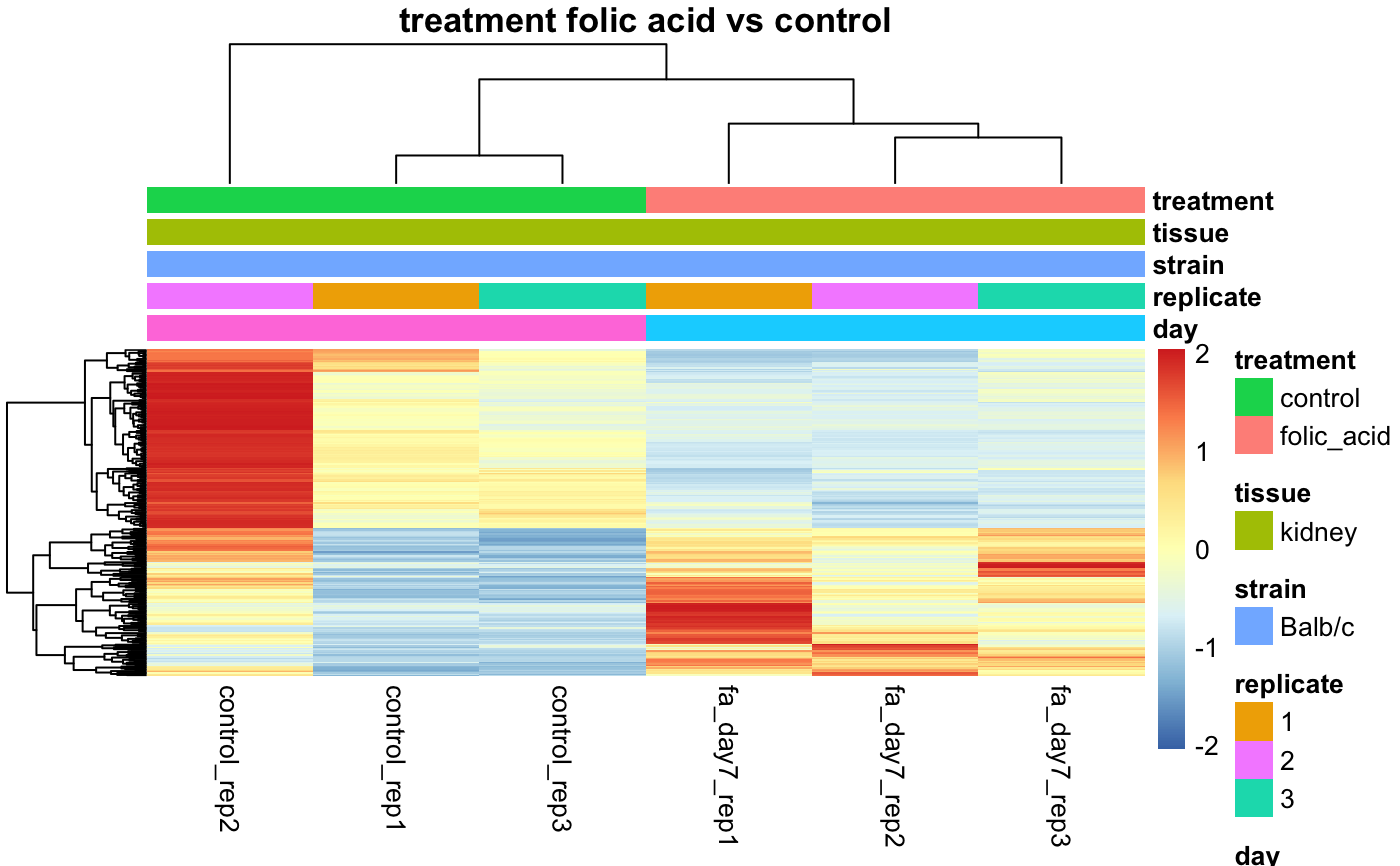 treatment folic acid vs control
treatment
tissue
strain
replicate
day
2
1
0
-1
-2
treatment
control
folic_acid
tissue
kidney
strain
Balb/c
replicate
1
2
3
day
control_rep2
control_rep1
control_rep3
fa_day7_rep1
fa_day7_rep2
fa_day7_rep3